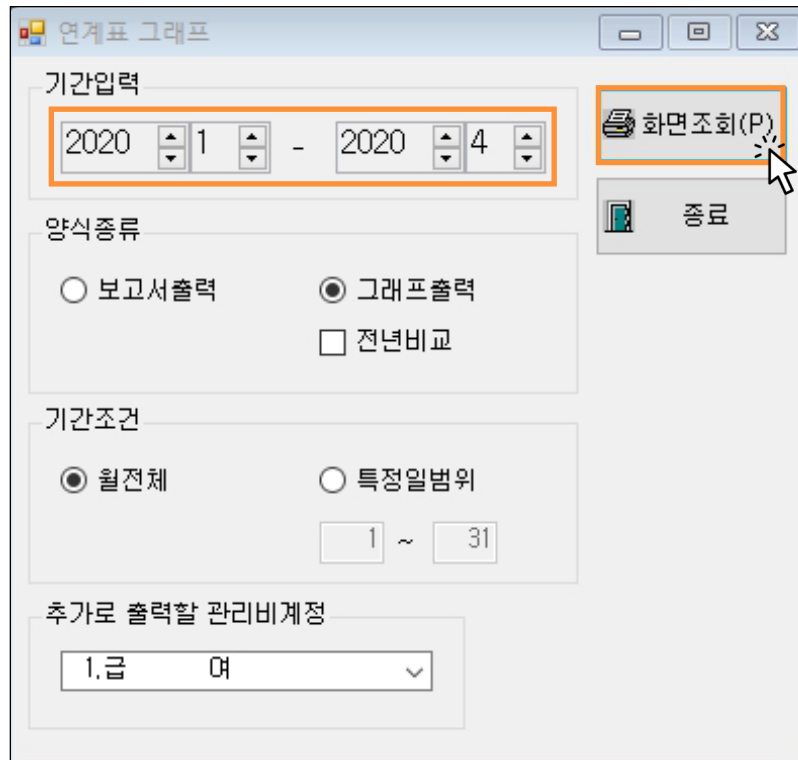 연계표 그래프
기간입력
2020 1 - 2020 4
화면조회(P)
종료
양식종류
보고서출력 그래프출력
전년비교
기간조건
월전체 특정일범위
1 ~ 31
추가로 출력할 관리비계정
1.급 여